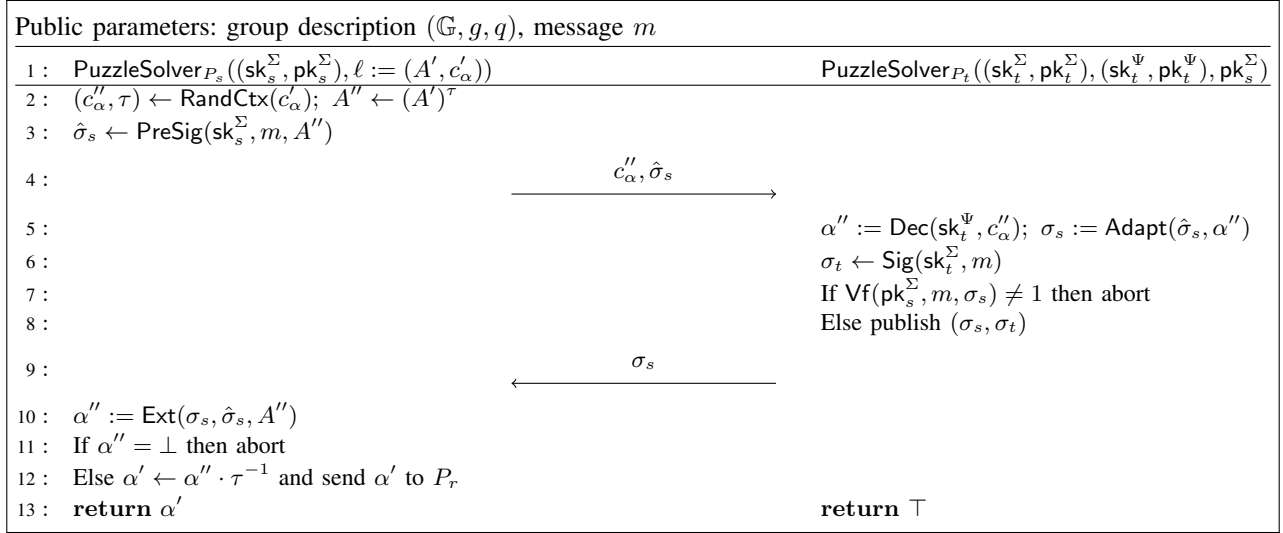 Public parameters: group description (𝔾, g, q), message m
1 : PuzzleSolver_{P_s}((sk_s^Σ, pk_s^Σ), ℓ := (A′, c′_α)) PuzzleSolver_{P_t}((sk_t^Σ, pk_t^Σ), (sk_t^Ψ, pk_t^Ψ), pk_s^Σ)
2 : (c″_α, τ) ← RandCtx(c′_α); A″ ← (A′)^τ
3 : σ̂_s ← PreSig(sk_s^Σ, m, A″)
4 : c″_α, σ̂_s
5 : α″ := Dec(sk_t^Ψ, c″_α); σ_s := Adapt(σ̂_s, α″)
6 : σ_t ← Sig(sk_t^Σ, m)
7 : If Vf(pk_s^Σ, m, σ_s) ≠ 1 then abort
8 : Else publish (σ_s, σ_t)
9 : σ_s
10 : α″ := Ext(σ_s, σ̂_s, A″)
11 : If α″ = ⊥ then abort
12 : Else α′ ← α″ · τ^{−1} and send α′ to P_r
13 : return α′ return ⊤